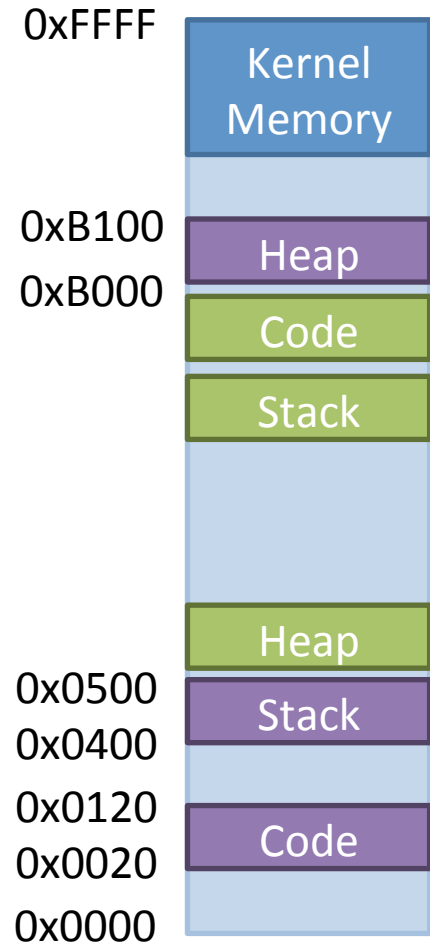 0xFFFF
Kernel
Memory
0xB100
Heap
0xB000
Code
Stack
Heap
0x0500
Stack
0x0400
0x0120
Code
0x0020
0x0000